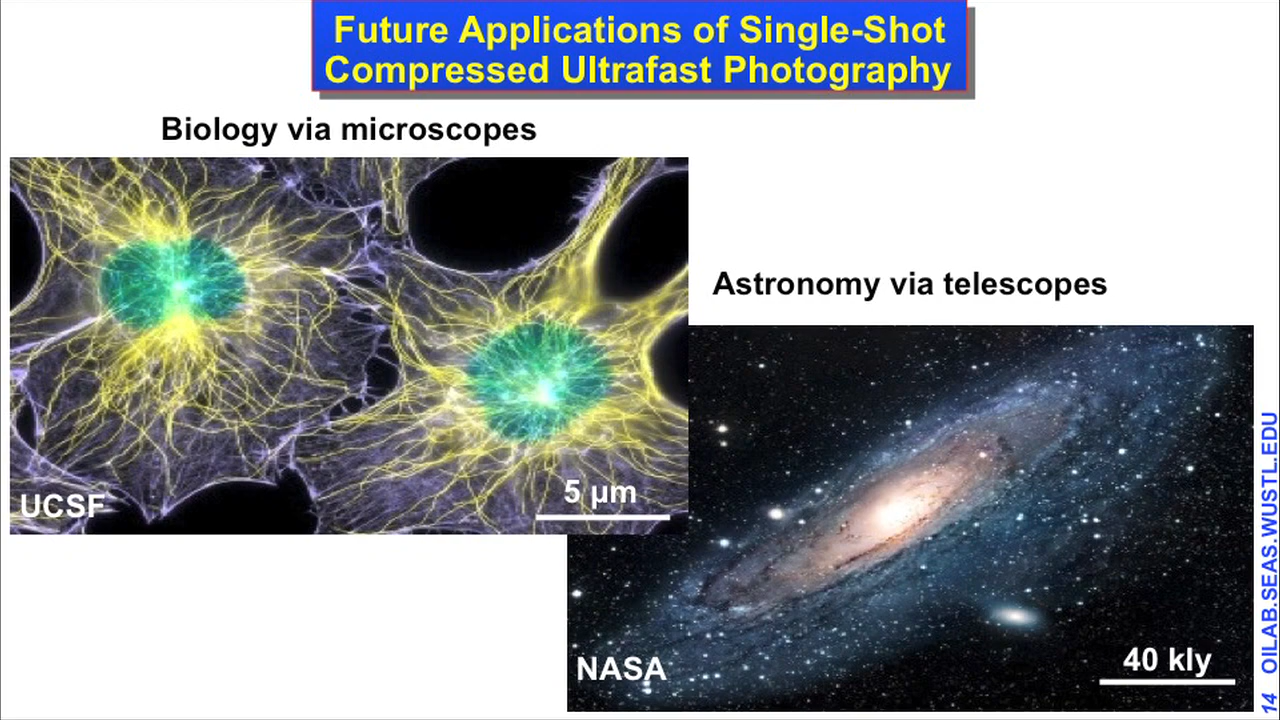 Future Applications of Single-Shot
Compressed Ultrafast Photography
Biology via microscopes
UCSF
5 µm
Astronomy via telescopes
NASA
40 kly
14 OILAB.SEAS.WUSTL.EDU